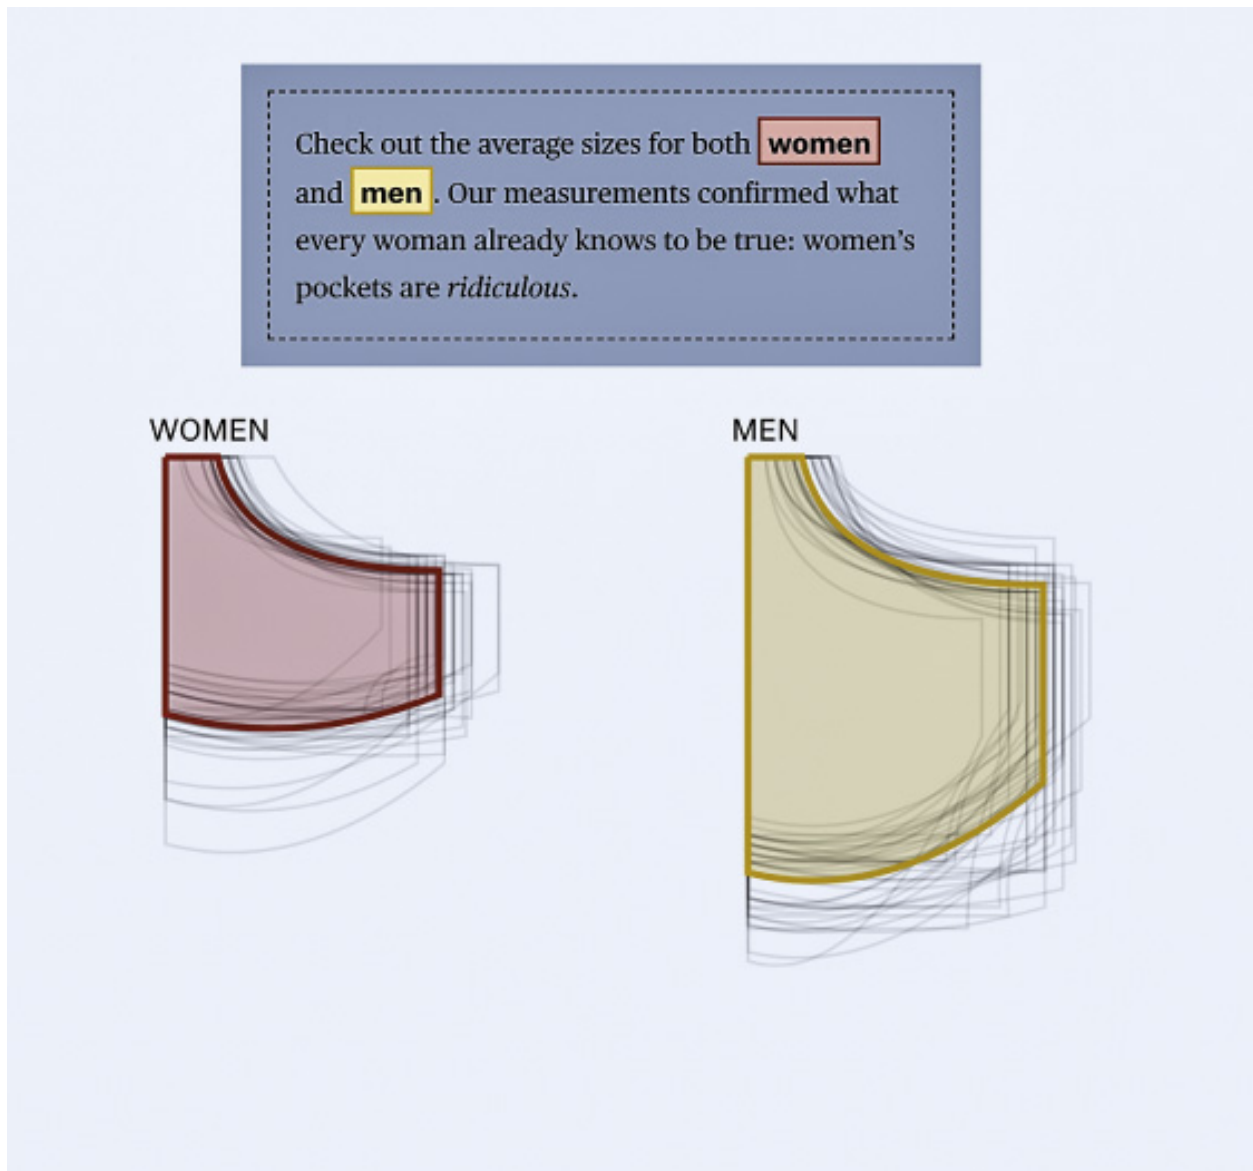 Check out the average sizes for both women
and men. Our measurements confirmed what
every woman already knows to be true: women’s
pockets are ridiculous.
WOMEN
MEN